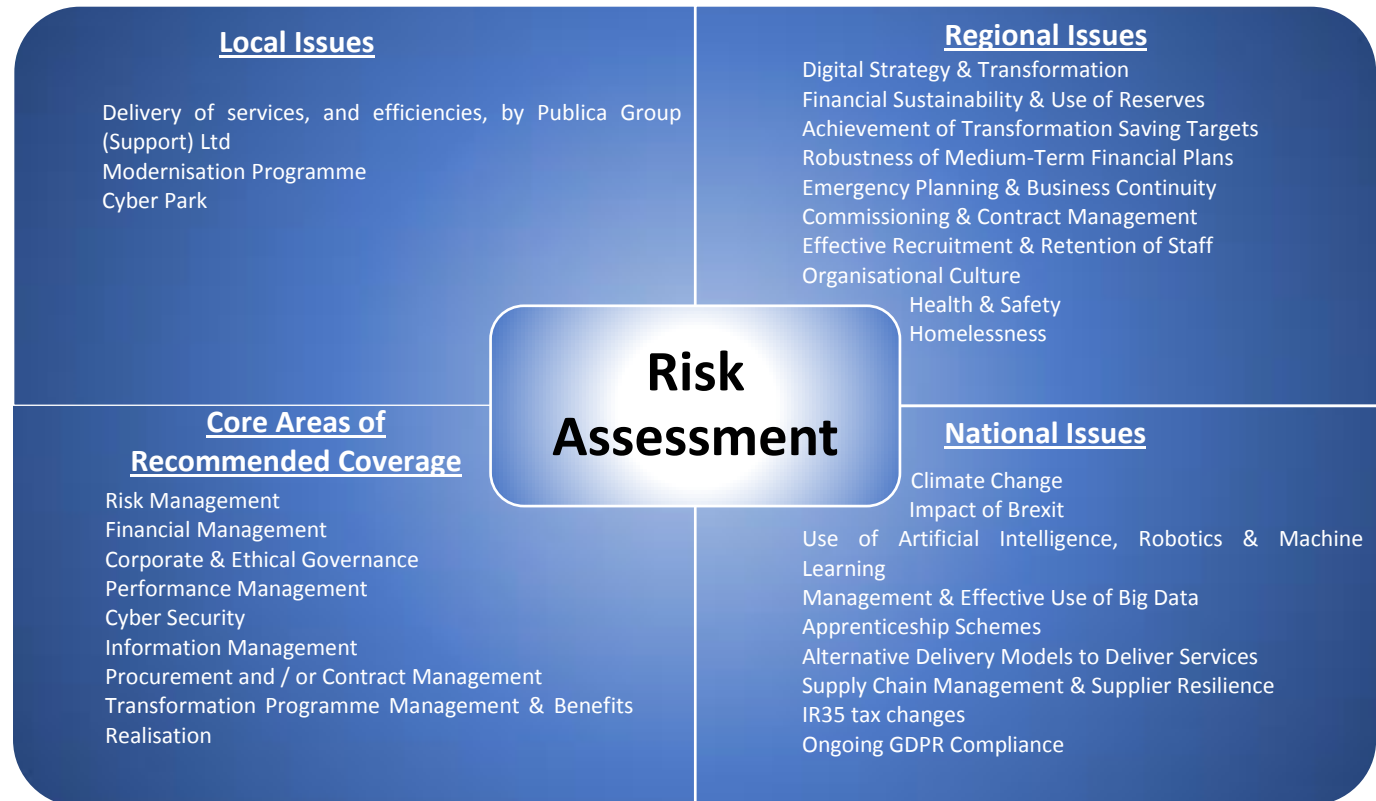 Local Issues
Delivery of services, and efficiencies, by Publica Group
(Support) Ltd
Modernisation Programme
Cyber Park
Regional Issues
Digital Strategy & Transformation
Financial Sustainability & Use of Reserves
Achievement of Transformation Saving Targets
Robustness of Medium-Term Financial Plans
Emergency Planning & Business Continuity
Commissioning & Contract Management
Effective Recruitment & Retention of Staff
Organisational Culture
Health & Safety
Homelessness
Risk
Assessment
Core Areas of
Recommended Coverage
Risk Management
Financial Management
Corporate & Ethical Governance
Performance Management
Cyber Security
Information Management
Procurement and / or Contract Management
Transformation Programme Management & Benefits
Realisation
National Issues
Climate Change
Impact of Brexit
Use of Artificial Intelligence, Robotics & Machine
Learning
Management & Effective Use of Big Data
Apprenticeship Schemes
Alternative Delivery Models to Deliver Services
Supply Chain Management & Supplier Resilience
IR35 tax changes
Ongoing GDPR Compliance